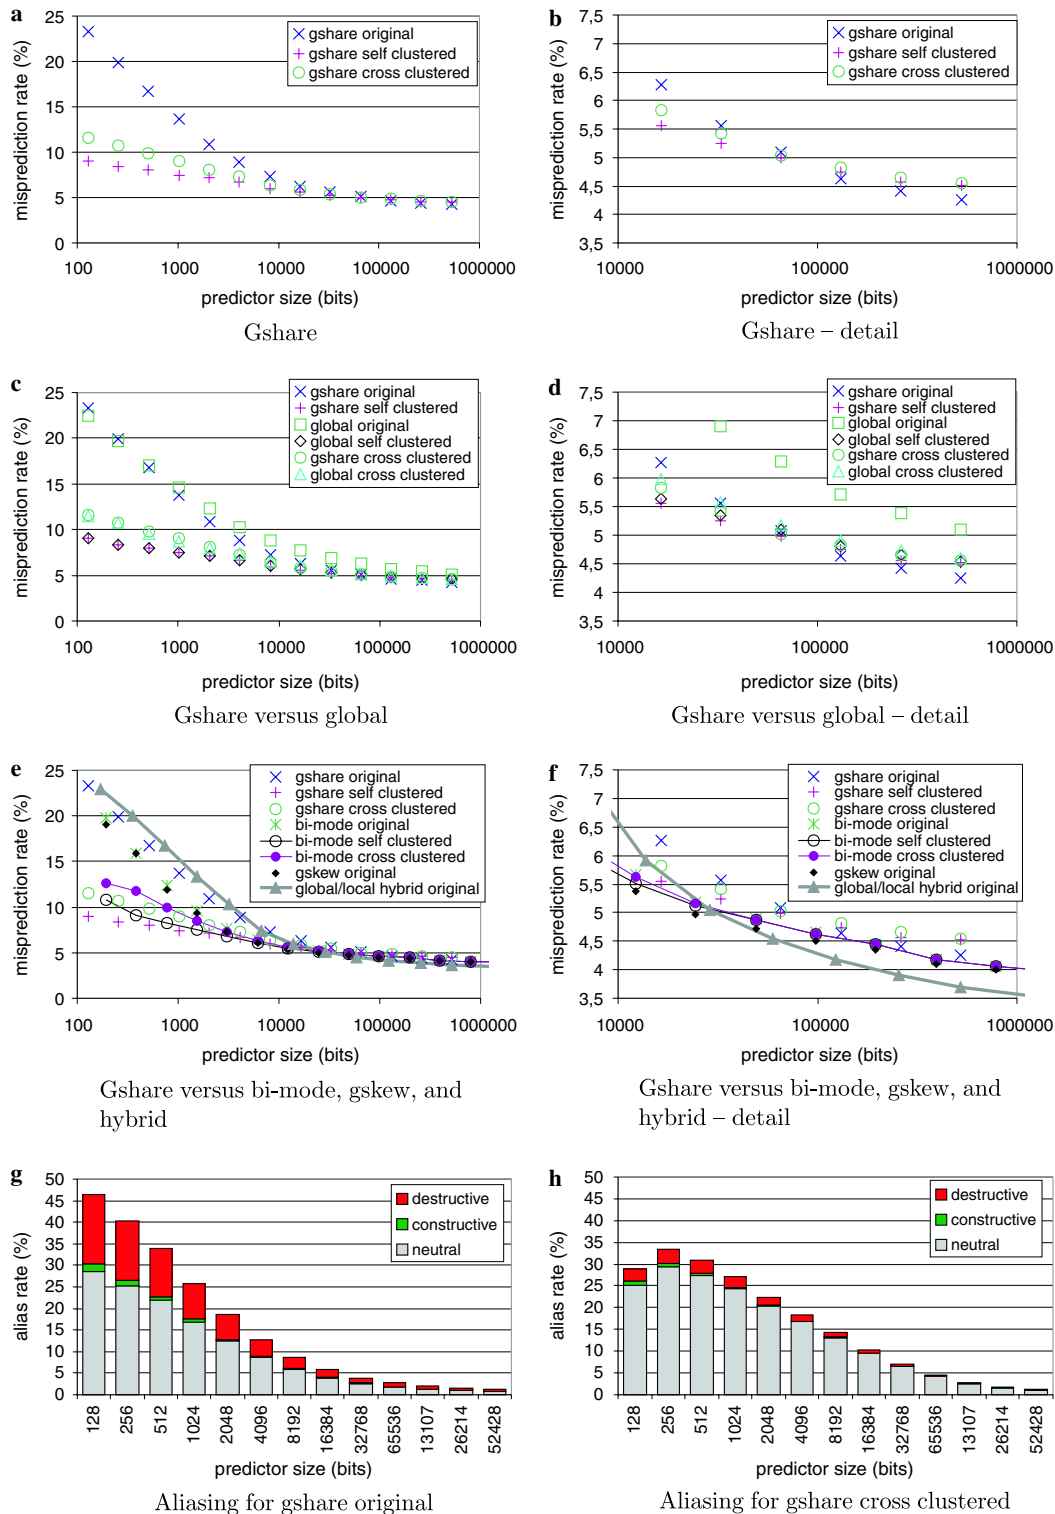 a
25
20
15
10
5
0
misprediction rate (%)
gshare original
gshare self clustered
gshare cross clustered
100 1000 10000 100000 1000000
predictor size (bits)
Gshare
b
7,5
7
6,5
6
5,5
5
4,5
4
3,5
misprediction rate (%)
gshare original
gshare self clustered
gshare cross clustered
10000 100000 1000000
predictor size (bits)
Gshare – detail
c
25
20
15
10
5
0
misprediction rate (%)
gshare original
gshare self clustered
global original
global self clustered
gshare cross clustered
global cross clustered
100 1000 10000 100000 1000000
predictor size (bits)
Gshare versus global
d
7,5
7
6,5
6
5,5
5
4,5
4
3,5
misprediction rate (%)
gshare original
gshare self clustered
global original
global self clustered
gshare cross clustered
global cross clustered
10000 100000 1000000
predictor size (bits)
Gshare versus global – detail
e
25
20
15
10
5
0
misprediction rate (%)
gshare original
gshare self clustered
gshare cross clustered
bi-mode original
bi-mode self clustered
bi-mode cross clustered
gskew original
global/local hybrid original
100 1000 10000 100000 1000000
predictor size (bits)
Gshare versus bi-mode, gskew, and
hybrid
f
7,5
7
6,5
6
5,5
5
4,5
4
3,5
misprediction rate (%)
gshare original
gshare self clustered
gshare cross clustered
bi-mode original
bi-mode self clustered
bi-mode cross clustered
gskew original
global/local hybrid original
10000 100000 1000000
predictor size (bits)
Gshare versus bi-mode, gskew, and
hybrid – detail
g
50
45
40
35
30
25
20
15
10
5
0
alias rate (%)
destructive
constructive
neutral
128 256 512 1024 2048 4096 8192 16384 32768 65536 13107 26214 52428
predictor size (bits)
Aliasing for gshare original
h
50
45
40
35
30
25
20
15
10
5
0
alias rate (%)
destructive
constructive
neutral
128 256 512 1024 2048 4096 8192 16384 32768 65536 13107 26214 52428
predictor size (bits)
Aliasing for gshare cross clustered